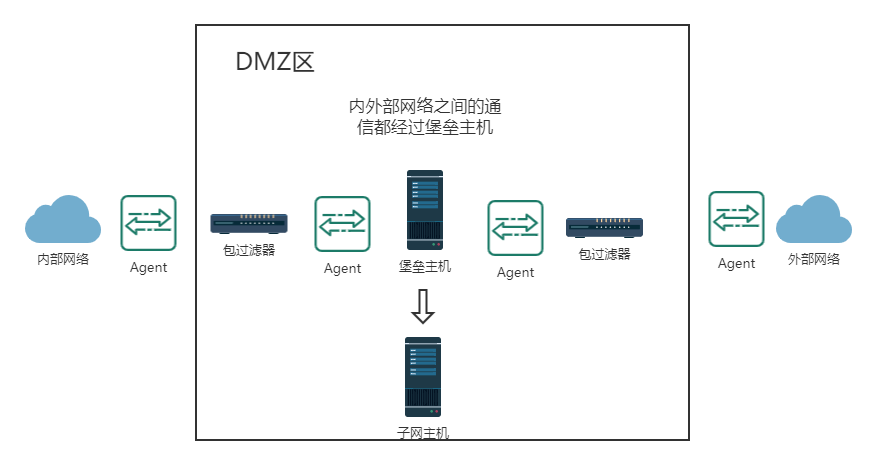 DMZ区
内外部网络之间的通
信都经过堡垒主机
内部网络
Agent
包过滤器
Agent
堡垒主机
Agent
包过滤器
Agent
外部网络
子网主机